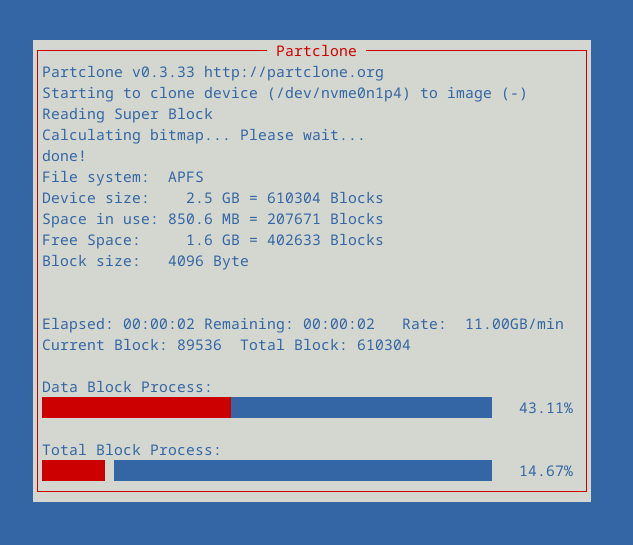 Partclone
Partclone v0.3.33 http://partclone.org
Starting to clone device (/dev/nvme0n1p4) to image (-)
Reading Super Block
Calculating bitmap... Please wait...
done!
File system:  APFS
Device size:    2.5 GB = 610304 Blocks
Space in use: 850.6 MB = 207671 Blocks
Free Space:     1.6 GB = 402633 Blocks
Block size:   4096 Byte
Elapsed: 00:00:02 Remaining: 00:00:02   Rate:  11.00GB/min
Current Block: 89536  Total Block: 610304
Data Block Process:
43.11%
Total Block Process:
14.67%